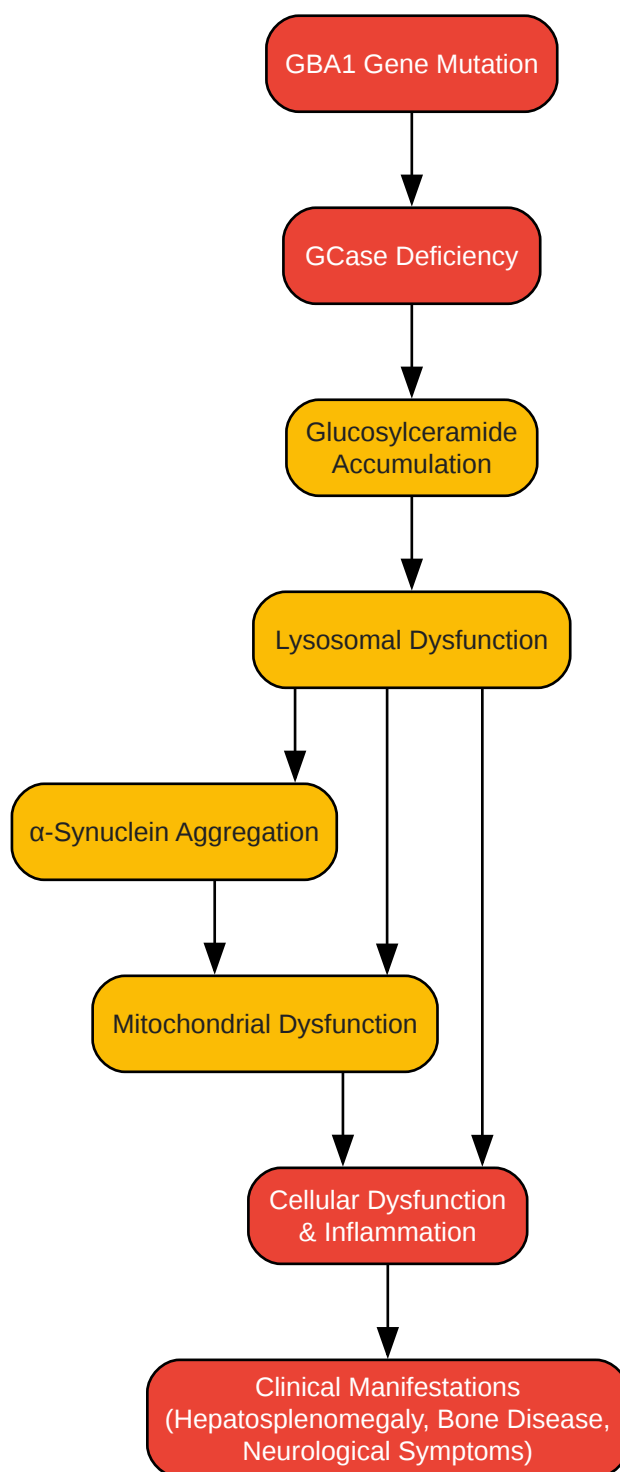 GBA1 Gene Mutation
GCase Deficiency
Glucosylceramide
Accumulation
Lysosomal Dysfunction
α-Synuclein Aggregation
Mitochondrial Dysfunction
Cellular Dysfunction
& Inflammation
Clinical Manifestations
(Hepatosplenomegaly, Bone Disease,
Neurological Symptoms)